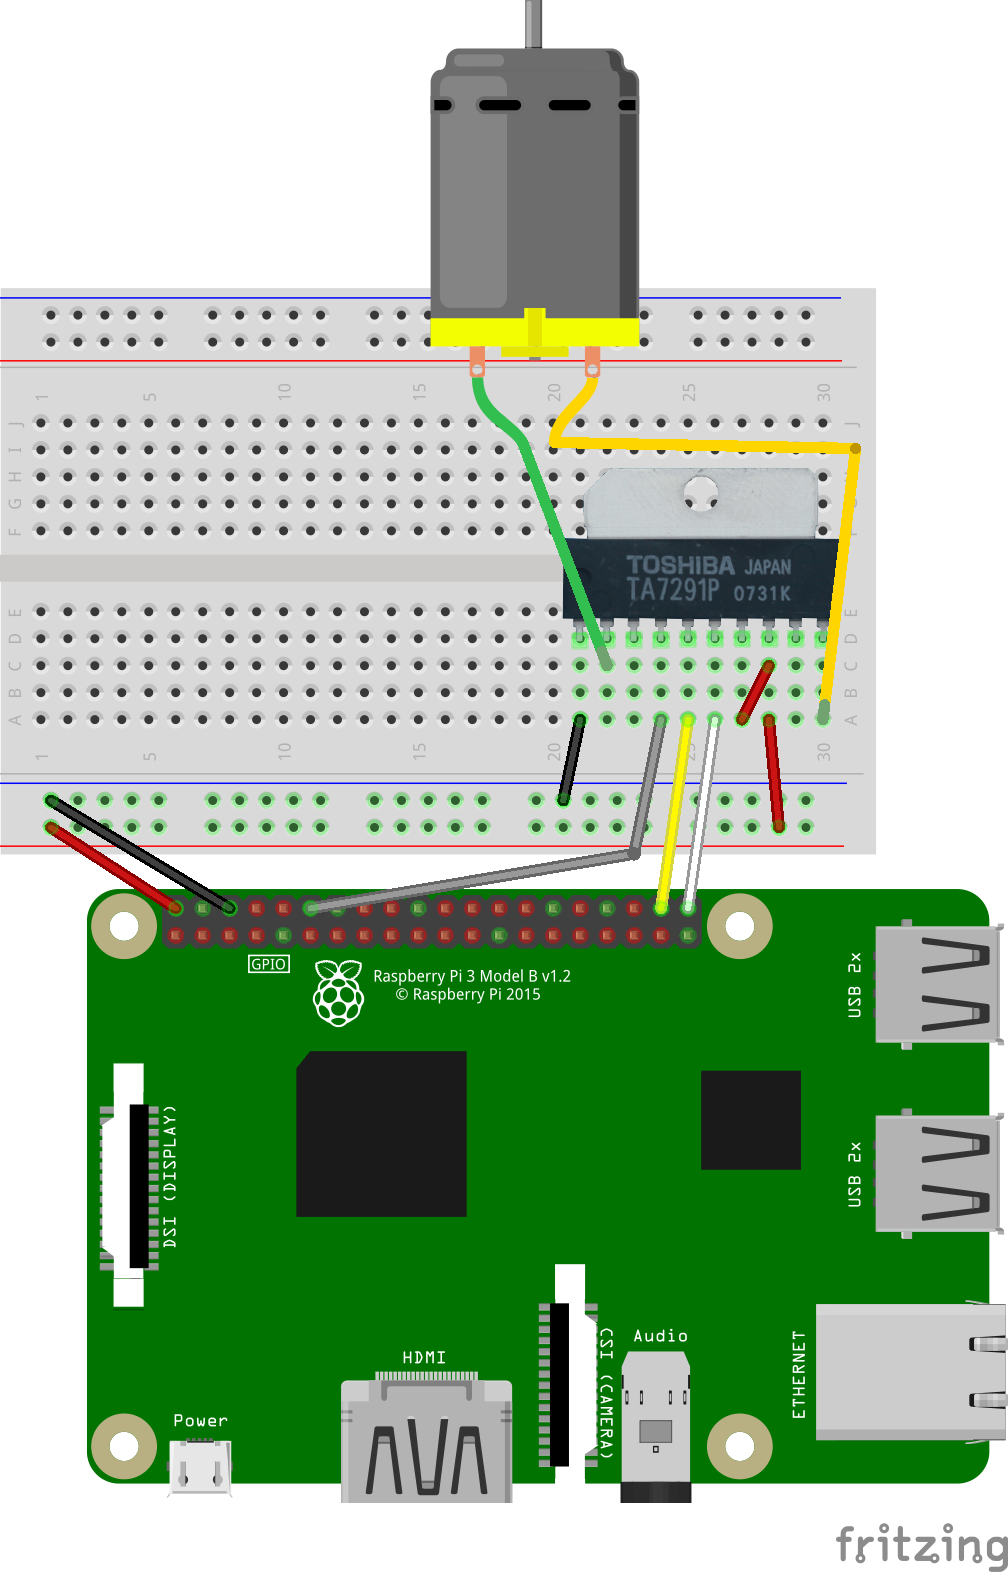 1 5 10 15 20 25 30
J J
I
H
G
F
TOSHIBA JAPAN
TA7291P 0731K
E E
D D
C C
B B
A A
1 5 10 15 20 30
GPIO
Raspberry Pi 3 Model B v1.2
© Raspberry Pi 2015
USB 2x
DSI (DISPLAY)
USB 2x
HDMI
CSI (CAMERA)
Audio
ETHERNET
Power
fritzing